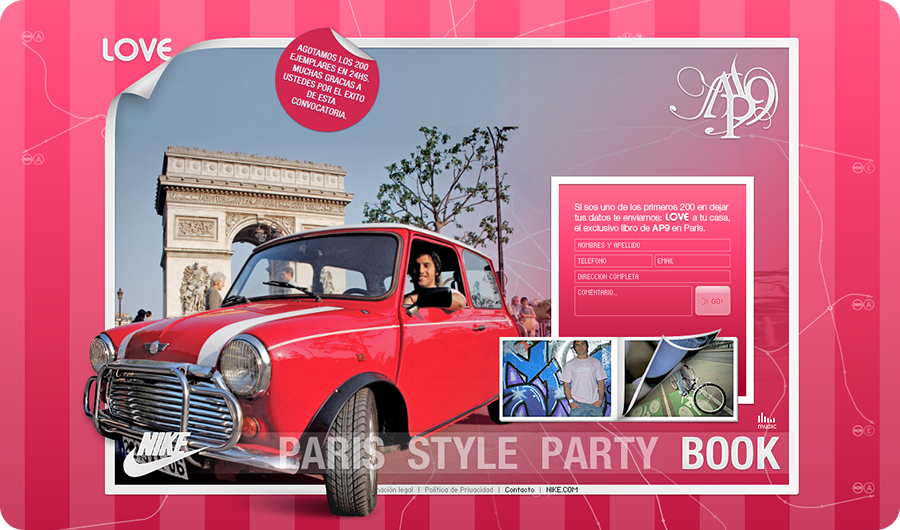 LOVE
AGOTAMOS LOS 200
EJEMPLARES EN 24HS.
MUCHAS GRACIAS A
USTEDES POR EL EXITO
DE ESTA
CONVOCATORIA.
AP9
Si sos uno de los primeros 200 en dejar
tus datos te enviamos: LOVE a tu casa,
el exclusivo libro de AP9 en Paris.
NOMBRES Y APELLIDO
TELEFONO EMAIL
DIRECCION COMPLETA
COMENTARIO...
GO!
music
NIKE
PARIS STYLE PARTY BOOK
legal | Política de Privacidad | Contacto | NIKE.COM